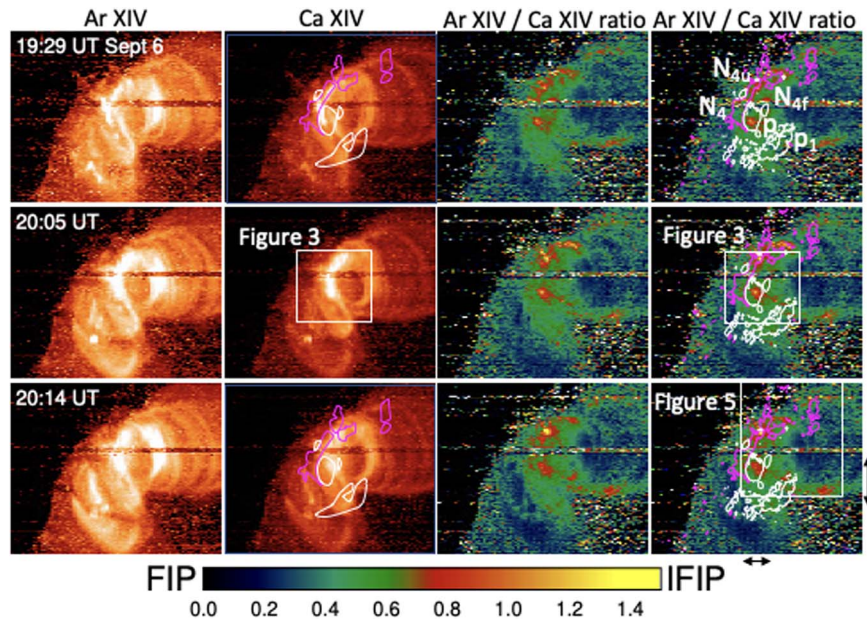 Ar XIV Ca XIV Ar XIV / Ca XIV ratio Ar XIV / Ca XIV ratio
19:29 UT Sept 6
N4u
N4 N4f
p
p1
20:05 UT Figure 3 Figure 3
20:14 UT Figure 5
FIP IFIP
0.0 0.2 0.4 0.6 0.8 1.0 1.2 1.4